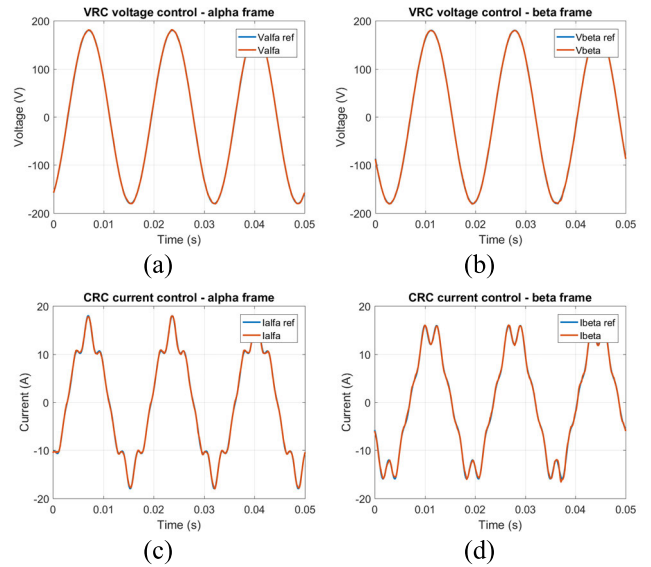 VRC voltage control - alpha frame
Valfa ref
Valfa
200
100
0
-100
-200
Voltage (V)
0
0.01
0.02
0.03
0.04
0.05
Time (s)
(a)
VRC voltage control - beta frame
Vbeta ref
Vbeta
200
100
0
-100
-200
Voltage (V)
0
0.01
0.02
0.03
0.04
0.05
Time (s)
(b)
CRC current control - alpha frame
Ialfa ref
Ialfa
20
10
0
-10
-20
Current (A)
0
0.01
0.02
0.03
0.04
0.05
Time (s)
(c)
CRC current control - beta frame
Ibeta ref
Ibeta
20
10
0
-10
-20
Current (A)
0
0.01
0.02
0.03
0.04
0.05
Time (s)
(d)